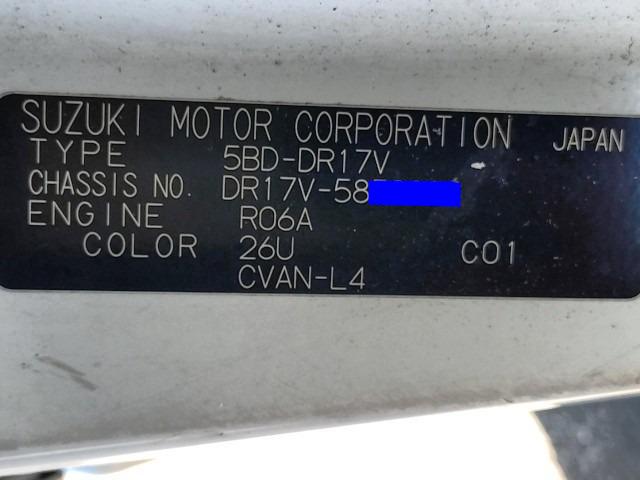 SUZUKI MOTOR CORPORATION JAPAN
TYPE 5BD-DR17V
CHASSIS NO. DR17V-58
ENGINE R06A
COLOR 26U C01
CVAN-L4